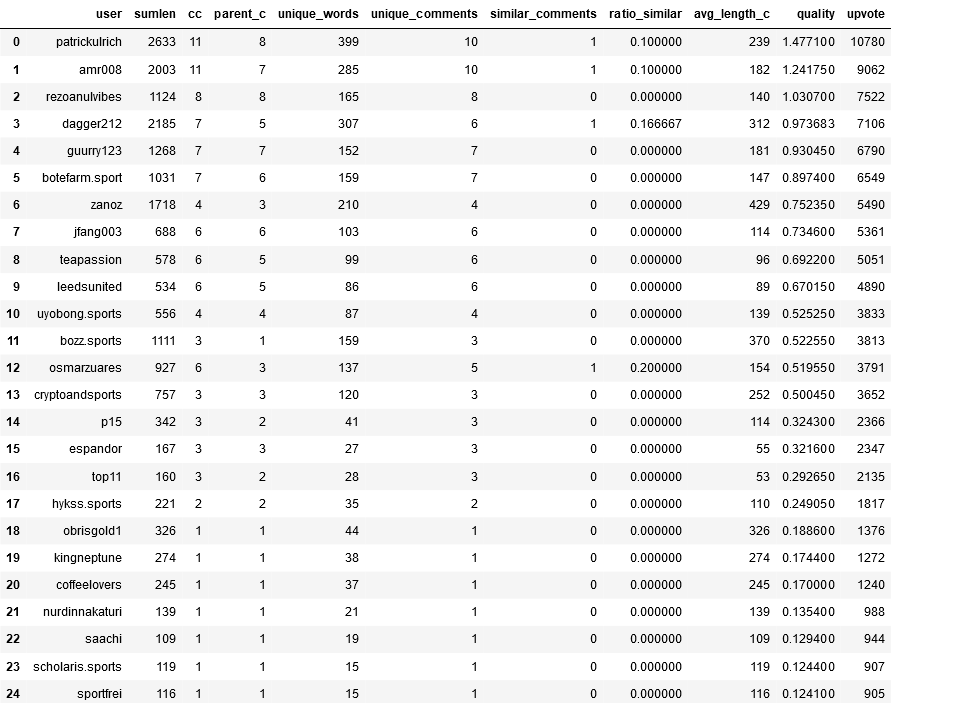 user sumlen cc parent_c unique_words unique_comments similar_comments ratio_similar avg_length_c quality upvote
0 patrickulrich 2633 11 8 399 10 1 0.100000 239 1.477100 10780
1 amr008 2003 11 7 285 10 1 0.100000 182 1.241750 9062
2 rezoanulvibes 1124 8 8 165 8 0 0.000000 140 1.030700 7522
3 dagger212 2185 7 5 307 6 1 0.166667 312 0.973683 7106
4 guurry123 1268 7 7 152 7 0 0.000000 181 0.930450 6790
5 botefarm.sport 1031 7 6 159 7 0 0.000000 147 0.897400 6549
6 zanoz 1718 4 3 210 4 0 0.000000 429 0.752350 5490
7 jfang003 688 6 6 103 6 0 0.000000 114 0.734600 5361
8 teapassion 578 6 5 99 6 0 0.000000 96 0.692200 5051
9 leedsunited 534 6 5 86 6 0 0.000000 89 0.670150 4890
10 uyobong.sports 556 4 4 87 4 0 0.000000 139 0.525250 3833
11 bozz.sports 1111 3 1 159 3 0 0.000000 370 0.522550 3813
12 osmarzuares 927 6 3 137 5 1 0.200000 154 0.519550 3791
13 cryptoandsports 757 3 3 120 3 0 0.000000 252 0.500450 3652
14 p15 342 3 2 41 3 0 0.000000 114 0.324300 2366
15 espandor 167 3 3 27 3 0 0.000000 55 0.321600 2347
16 top11 160 3 2 28 3 0 0.000000 53 0.292650 2135
17 hykss.sports 221 2 2 35 2 0 0.000000 110 0.249050 1817
18 obrisgold1 326 1 1 44 1 0 0.000000 326 0.188600 1376
19 kingneptune 274 1 1 38 1 0 0.000000 274 0.174400 1272
20 coffeelovers 245 1 1 37 1 0 0.000000 245 0.170000 1240
21 nurdinnakaturi 139 1 1 21 1 0 0.000000 139 0.135400 988
22 saachi 109 1 1 19 1 0 0.000000 109 0.129400 944
23 scholaris.sports 119 1 1 15 1 0 0.000000 119 0.124400 907
24 sportfrei 116 1 1 15 1 0 0.000000 116 0.124100 905